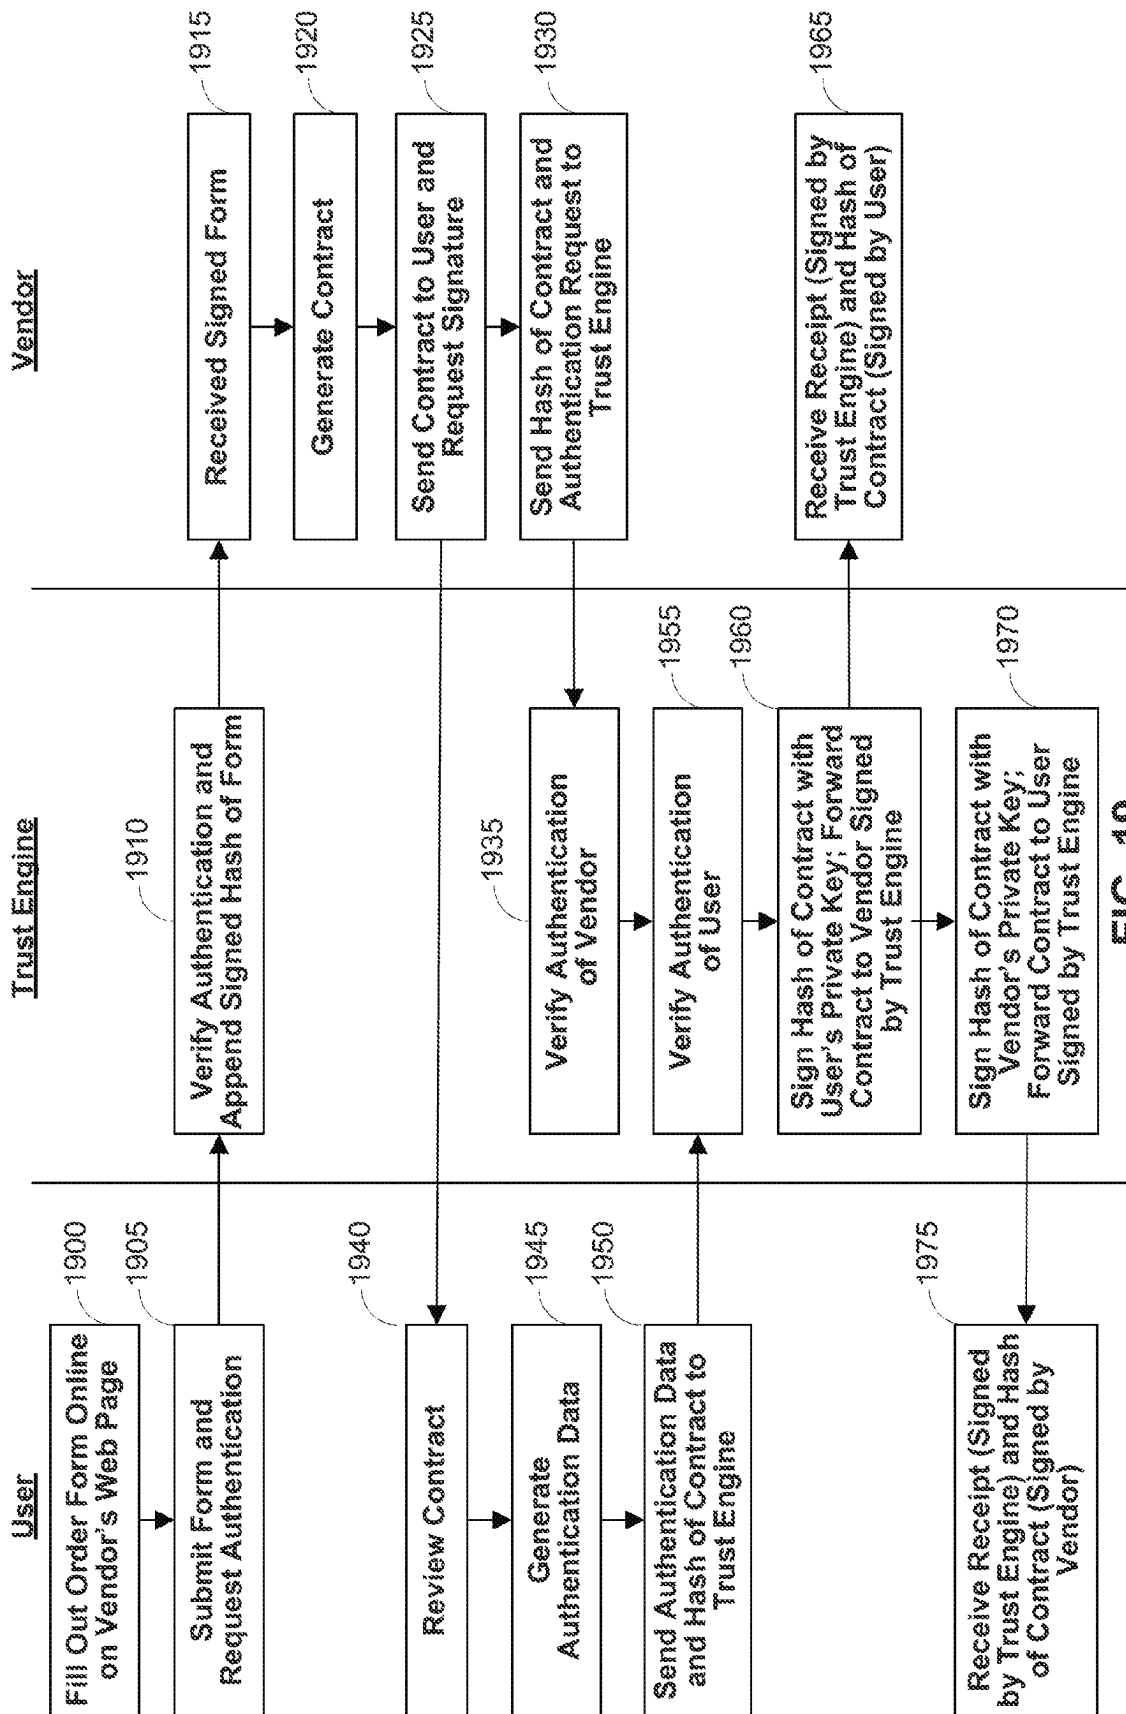 User
Fill Out Order Form Online
on Vendor's Web Page
1900
Submit Form and
Request Authentication
1905
Review Contract
1940
Generate
Authentication Data
1945
Send Authentication Data
and Hash of Contract to
Trust Engine
1950
Receive Receipt (Signed
by Trust Engine) and Hash
of Contract (Signed by
Vendor)
1975
Trust Engine
Verify Authentication and
Append Signed Hash of Form
1910
Verify Authentication
of Vendor
1935
Verify Authentication
of User
1955
Sign Hash of Contract with
User's Private Key; Forward
Contract to Vendor Signed
by Trust Engine
1960
Sign Hash of Contract with
Vendor's Private Key;
Forward Contract to User
Signed by Trust Engine
1970
Vendor
Received Signed Form
1915
Generate Contract
1920
Send Contract to User and
Request Signature
1925
Send Hash of Contract and
Authentication Request to
Trust Engine
1930
Receive Receipt (Signed by
Trust Engine) and Hash of
Contract (Signed by User)
1965